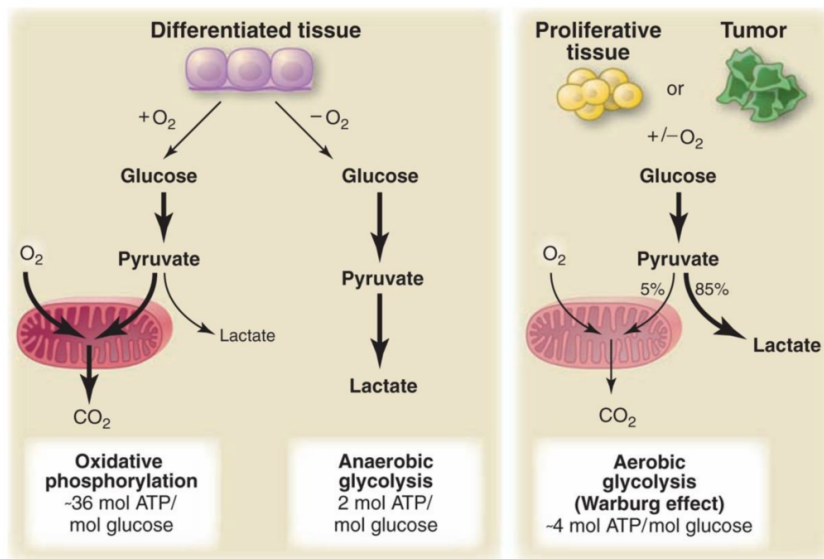 Differentiated tissue
+O₂
−O₂
Glucose
Glucose
O₂
Pyruvate
Pyruvate
Lactate
Lactate
CO₂
Oxidative
phosphorylation
~36 mol ATP/
mol glucose
Anaerobic
glycolysis
2 mol ATP/
mol glucose
Proliferative
tissue
Tumor
or
+/−O₂
Glucose
O₂
Pyruvate
5%
85%
Lactate
CO₂
Aerobic
glycolysis
(Warburg effect)
~4 mol ATP/mol glucose